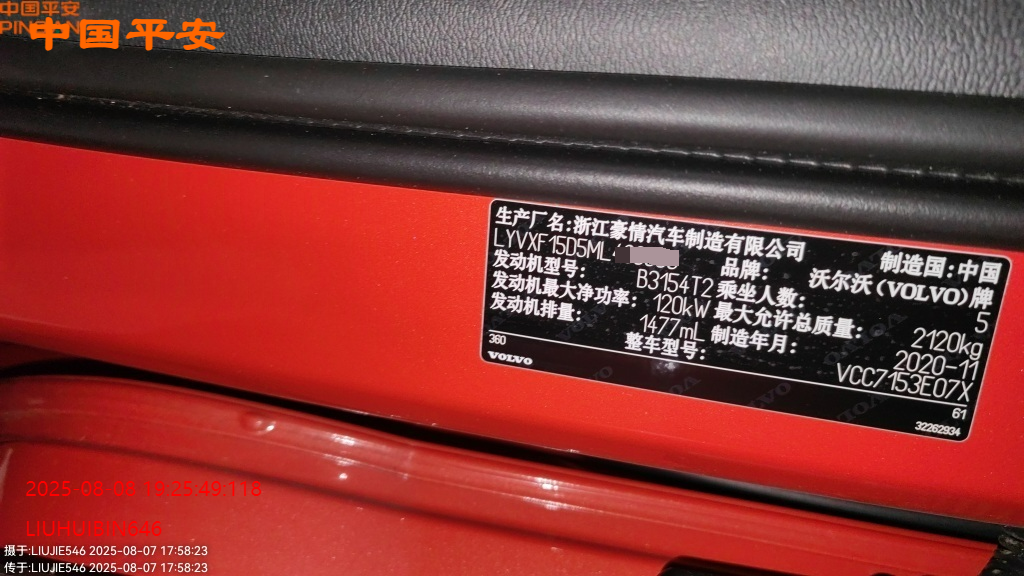 中国平安
PIN
中国平安
生产厂名:浙江豪情汽车制造有限公司 制造国:中国
LYVXF15D5ML 品牌: 沃尔沃(VOLVO)牌
发动机型号: B3154T2 乘坐人数: 5
发动机最大净功率: 120kW 最大允许总质量: 2120kg
发动机排量: 1477mL 制造年月: 2020-11
整车型号: VCC7153E07X
360
VOLVO
61
32262934
2025-08-08 19:25:49:118
LIUHUIBIN646
摄于:LIUJIE546 2025-08-07 17:58:23
传于:LIUJIE546 2025-08-07 17:58:23